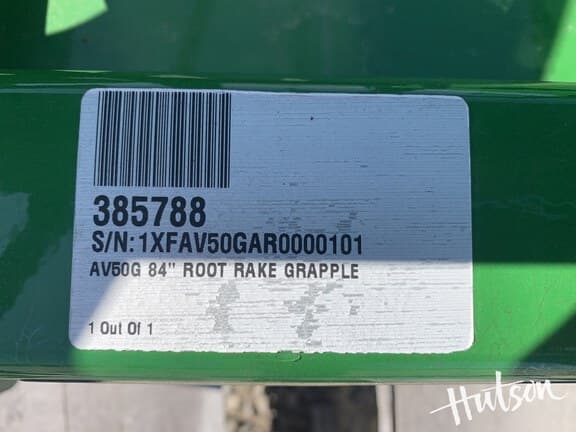 385788
S/N: 1XFAV50GAR0000101
AV50G 84" ROOT RAKE GRAPPLE
1 Out Of 1
Hutson